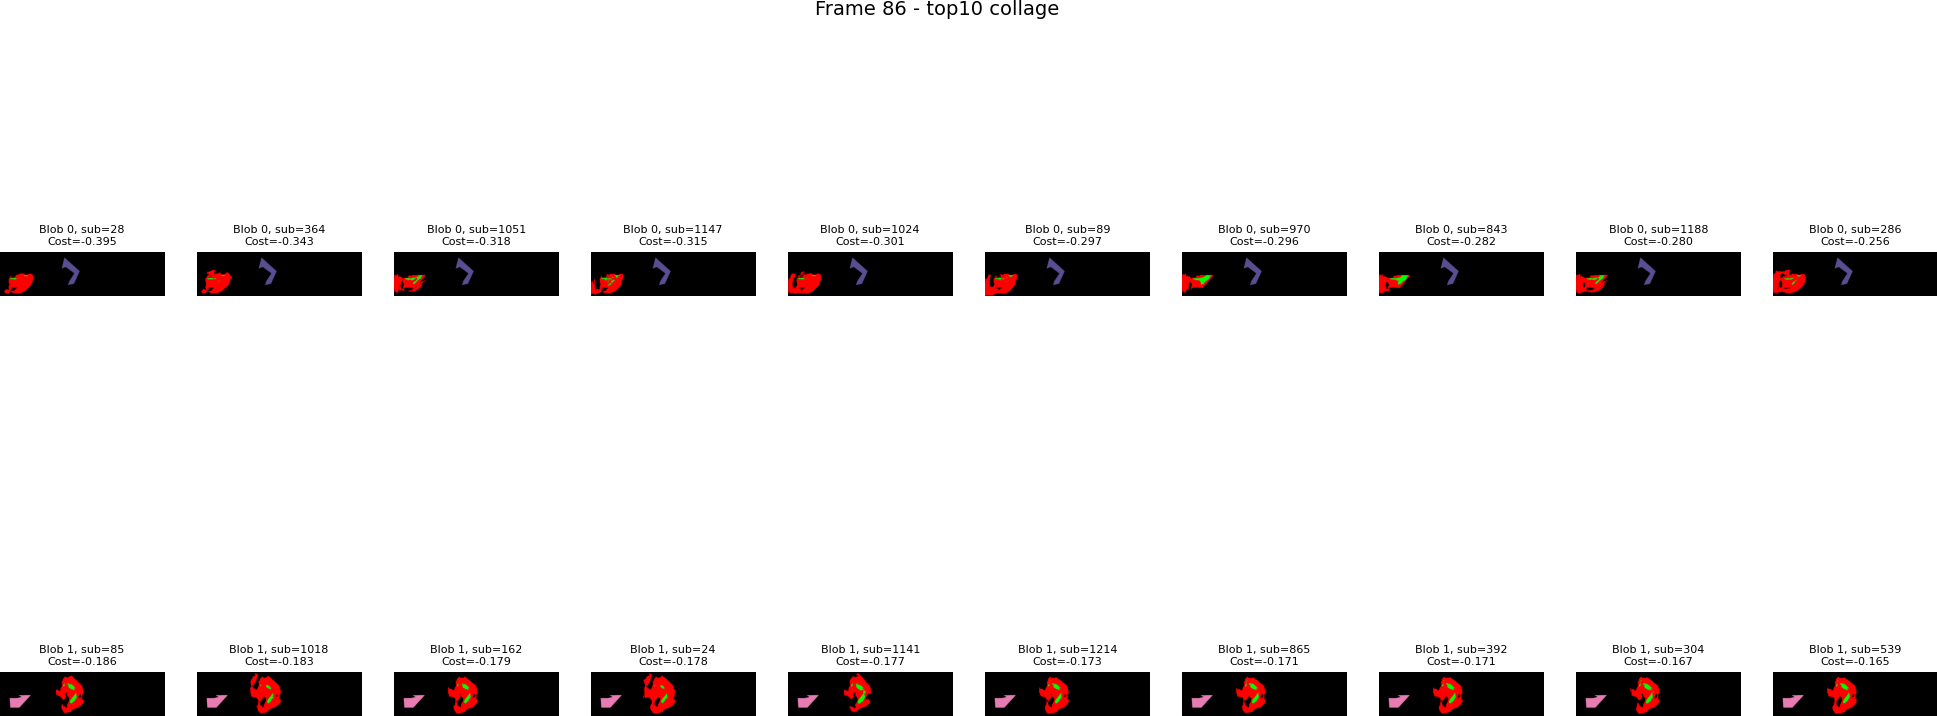 Frame 86 - top10 collage
Blob 0, sub=28
Cost=-0.395
Blob 0, sub=364
Cost=-0.343
Blob 0, sub=1051
Cost=-0.318
Blob 0, sub=1147
Cost=-0.315
Blob 0, sub=1024
Cost=-0.301
Blob 0, sub=89
Cost=-0.297
Blob 0, sub=970
Cost=-0.296
Blob 0, sub=843
Cost=-0.282
Blob 0, sub=1188
Cost=-0.280
Blob 0, sub=286
Cost=-0.256
Blob 1, sub=85
Cost=-0.186
Blob 1, sub=1018
Cost=-0.183
Blob 1, sub=162
Cost=-0.179
Blob 1, sub=24
Cost=-0.178
Blob 1, sub=1141
Cost=-0.177
Blob 1, sub=1214
Cost=-0.173
Blob 1, sub=865
Cost=-0.171
Blob 1, sub=392
Cost=-0.171
Blob 1, sub=304
Cost=-0.167
Blob 1, sub=539
Cost=-0.165